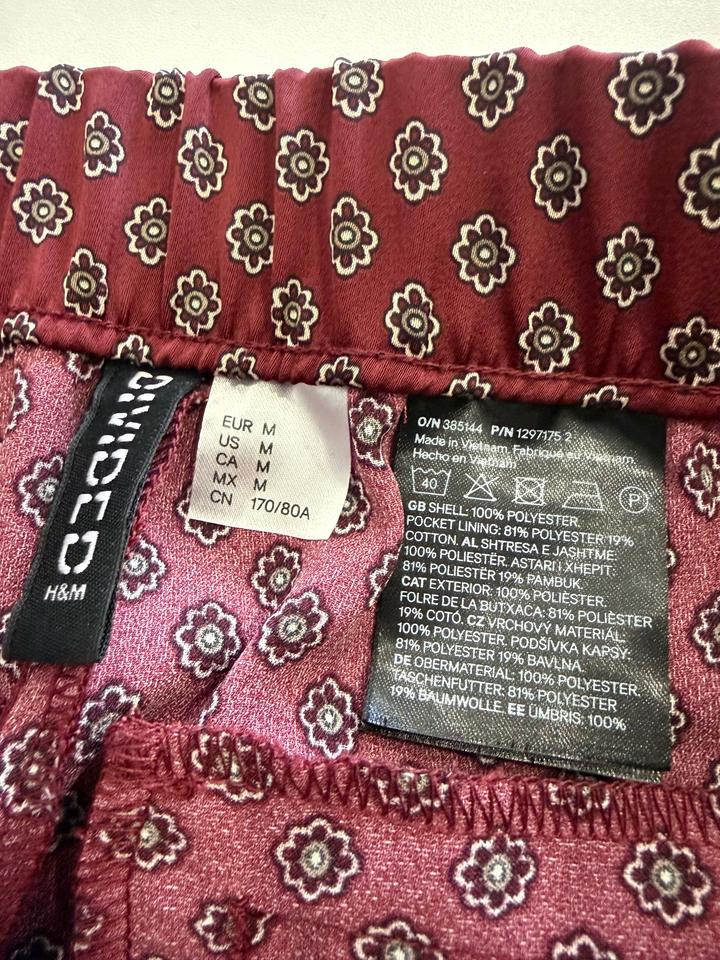 DIVIDED
H&M
EUR M
US M
CA M
MX M
CN 170/80A
O/N 385144 P/N 1297175 2
Made in Vietnam, Fabriqué au Vietnam,
Hecho en Vietnam
40 P
GB SHELL: 100% POLYESTER.
POCKET LINING: 81% POLYESTER 19%
COTTON. AL SHTRESA E JASHTME:
100% POLIESTËR. ASTARI I XHEPIT:
81% POLIESTËR 19% PAMBUK.
CAT EXTERIOR: 100% POLIÈSTER.
FOLRE DE LA BUTXACA: 81% POLIÈSTER
19% COTÓ. CZ VRCHOVÝ MATERIÁL:
100% POLYESTER. PODŠÍVKA KAPSY:
81% POLYESTER 19% BAVLNA.
DE OBERMATERIAL: 100% POLYESTER.
TASCHENFUTTER: 81% POLYESTER
19% BAUMWOLLE. EE ÜMBRIS: 100%